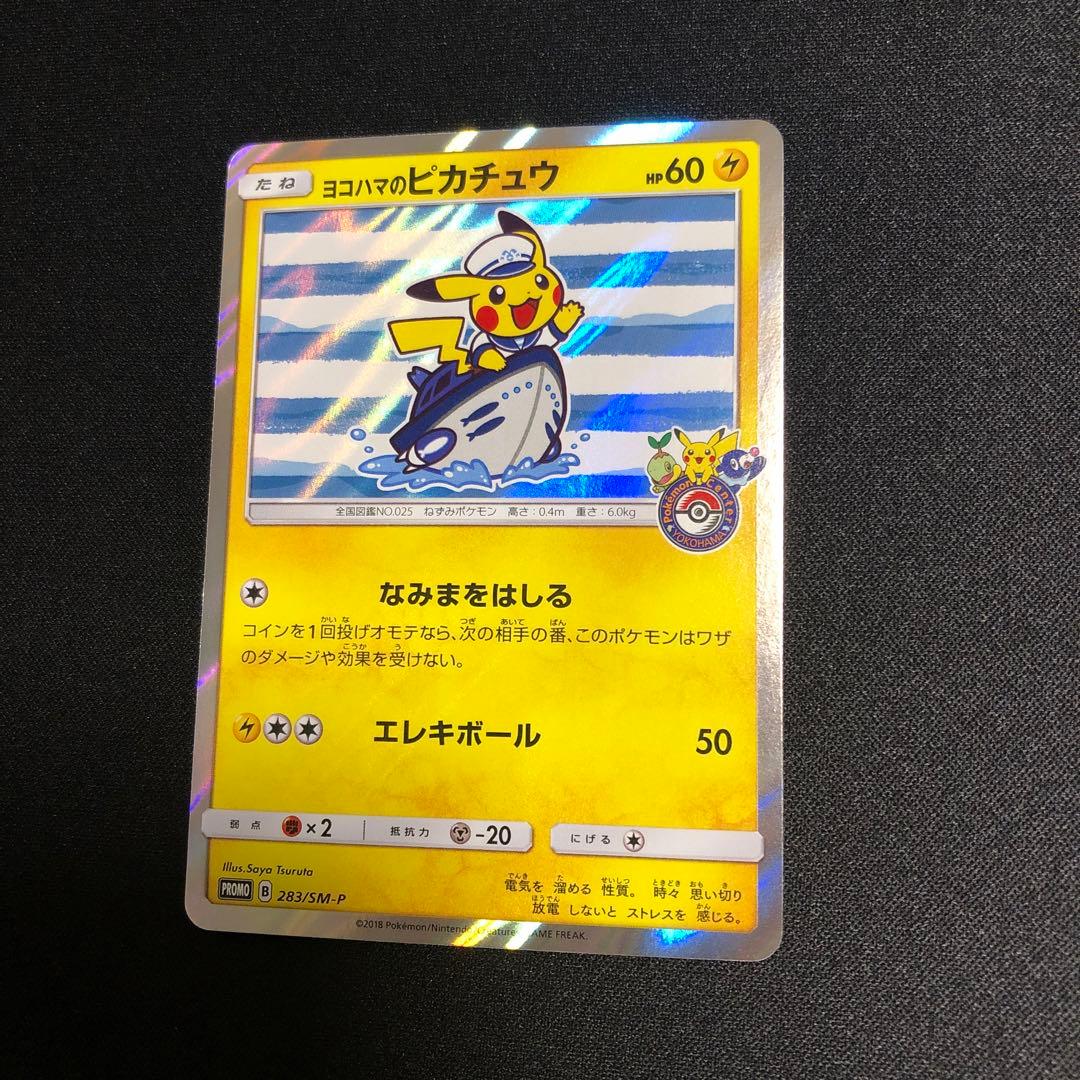 たね ヨコハマのピカチュウ HP60
全国図鑑NO.025 ねずみポケモン 高さ:0.4m 重さ:6.0kg
Pokémon Center
YOKOHAMA
なみまをはしる
コインを1回投げオモテなら、次の相手の番、このポケモンはワザ
のダメージや効果を受けない。
エレキボール 50
弱点 ×2 抵抗力 -20 にげる
Illus.Saya Tsuruta
PROMO B 283/SM-P
電気を 溜める 性質。 時々 思い切り
放電 しないと ストレスを 感じる。
©2018 Pokémon/Nintendo/Creatures/GAME FREAK.